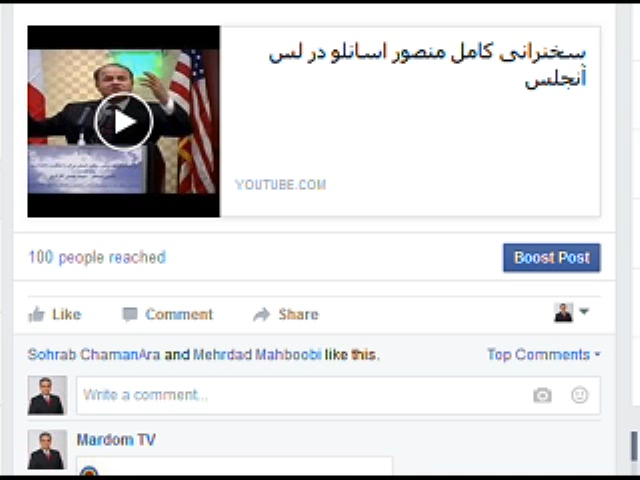 سخنرانی کامل منصور اسانلو در لس
آنجلس
YOUTUBE.COM
100 people reached
Boost Post
Like Comment Share
Sohrab ChamanAra and Mehrdad Mahboobi like this.
Top Comments
Write a comment...
Mardom TV